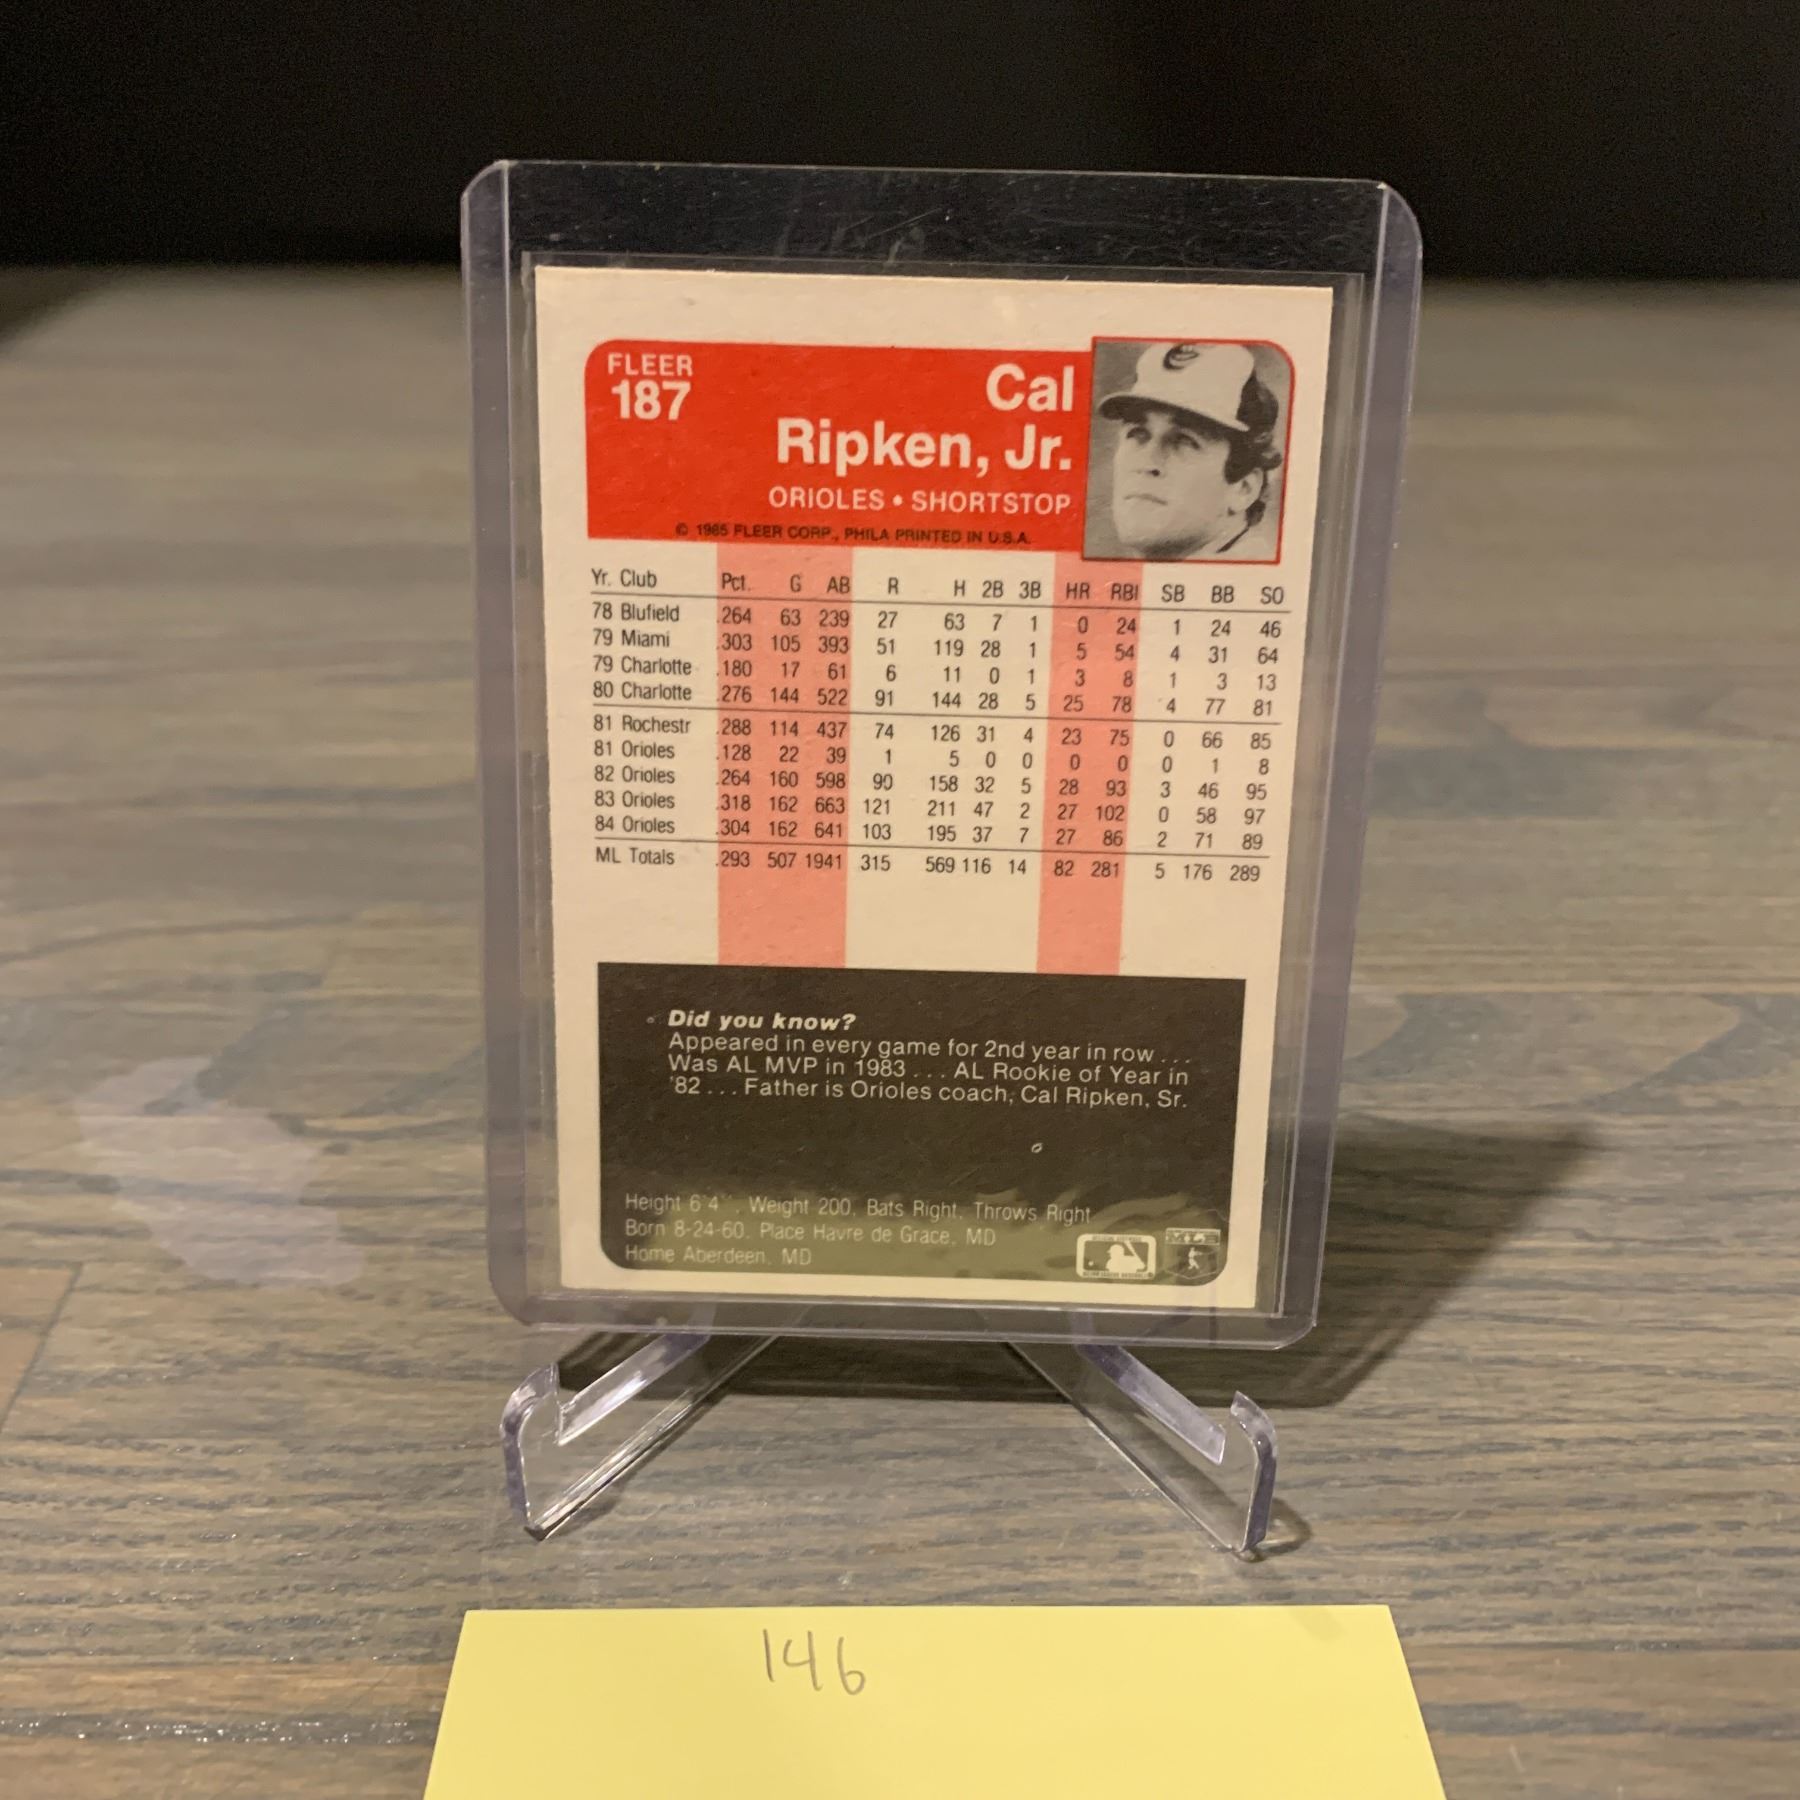 FLEER
187
Cal
Ripken, Jr.
ORIOLES • SHORTSTOP
© 1985 FLEER CORP., PHILA PRINTED IN U.S.A.
Yr. Club Pct. G AB R H 2B 3B HR RBI SB BB SO
78 Blufield .264 63 239 27 63 7 1 0 24 1 24 46
79 Miami .303 105 393 51 119 28 1 5 54 4 31 64
79 Charlotte .180 17 61 6 11 0 1 3 8 1 3 13
80 Charlotte .276 144 522 91 144 28 5 25 78 4 77 81
81 Rochestr .288 114 437 74 126 31 4 23 75 0 66 85
81 Orioles .128 22 39 1 5 0 0 0 0 0 1 8
82 Orioles .264 160 598 90 158 32 5 28 93 3 46 95
83 Orioles .318 162 663 121 211 47 2 27 102 0 58 97
84 Orioles .304 162 641 103 195 37 7 27 86 2 71 89
ML Totals .293 507 1941 315 569 116 14 82 281 5 176 289
Did you know?
Appeared in every game for 2nd year in row ...
Was AL MVP in 1983 ... AL Rookie of Year in
'82 ... Father is Orioles coach, Cal Ripken, Sr.
Height 6'4", Weight 200, Bats Right, Throws Right
Born 8-24-60. Place Havre de Grace, MD
Home Aberdeen, MD
146